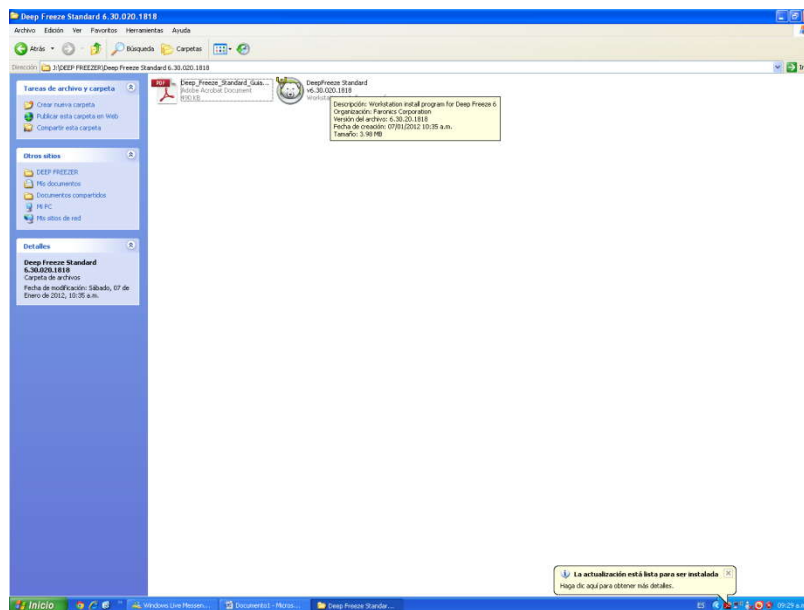 Deep Freeze Standard 6.30.020.1818
Archivo Edición Ver Favoritos Herramientas Ayuda
Atrás Búsqueda Carpetas
Dirección J:\DEEP FREEZER\Deep Freeze Standard 6.30.020.1818 Ir
Tareas de archivo y carpeta
Crear nueva carpeta
Publicar esta carpeta en Web
Compartir esta carpeta
Otros sitios
DEEP FREEZER
Mis documentos
Documentos compartidos
Mi PC
Mis sitios de red
Detalles
Deep Freeze Standard
6.30.020.1818
Carpeta de archivos
Fecha de modificación: Sábado, 07 de
Enero de 2012, 10:35 a.m.
PDF
Deep_Freeze_Standard_Guia...
Adobe Acrobat Document
DeepFreeze Standard
v6.30.020.1818
Descripción: Workstation install program for Deep Freeze 6
Organización: Faronics Corporation
Versión del archivo: 6.30.20.1818
Fecha de creación: 07/01/2012 10:35 a.m.
Tamaño: 3.98 MB
La actualización está lista para ser instalada
Haga clic aquí para obtener más detalles.
Inicio
Windows Live Messen...
Documento1 - Micros...
Deep Freeze Standar...
ES